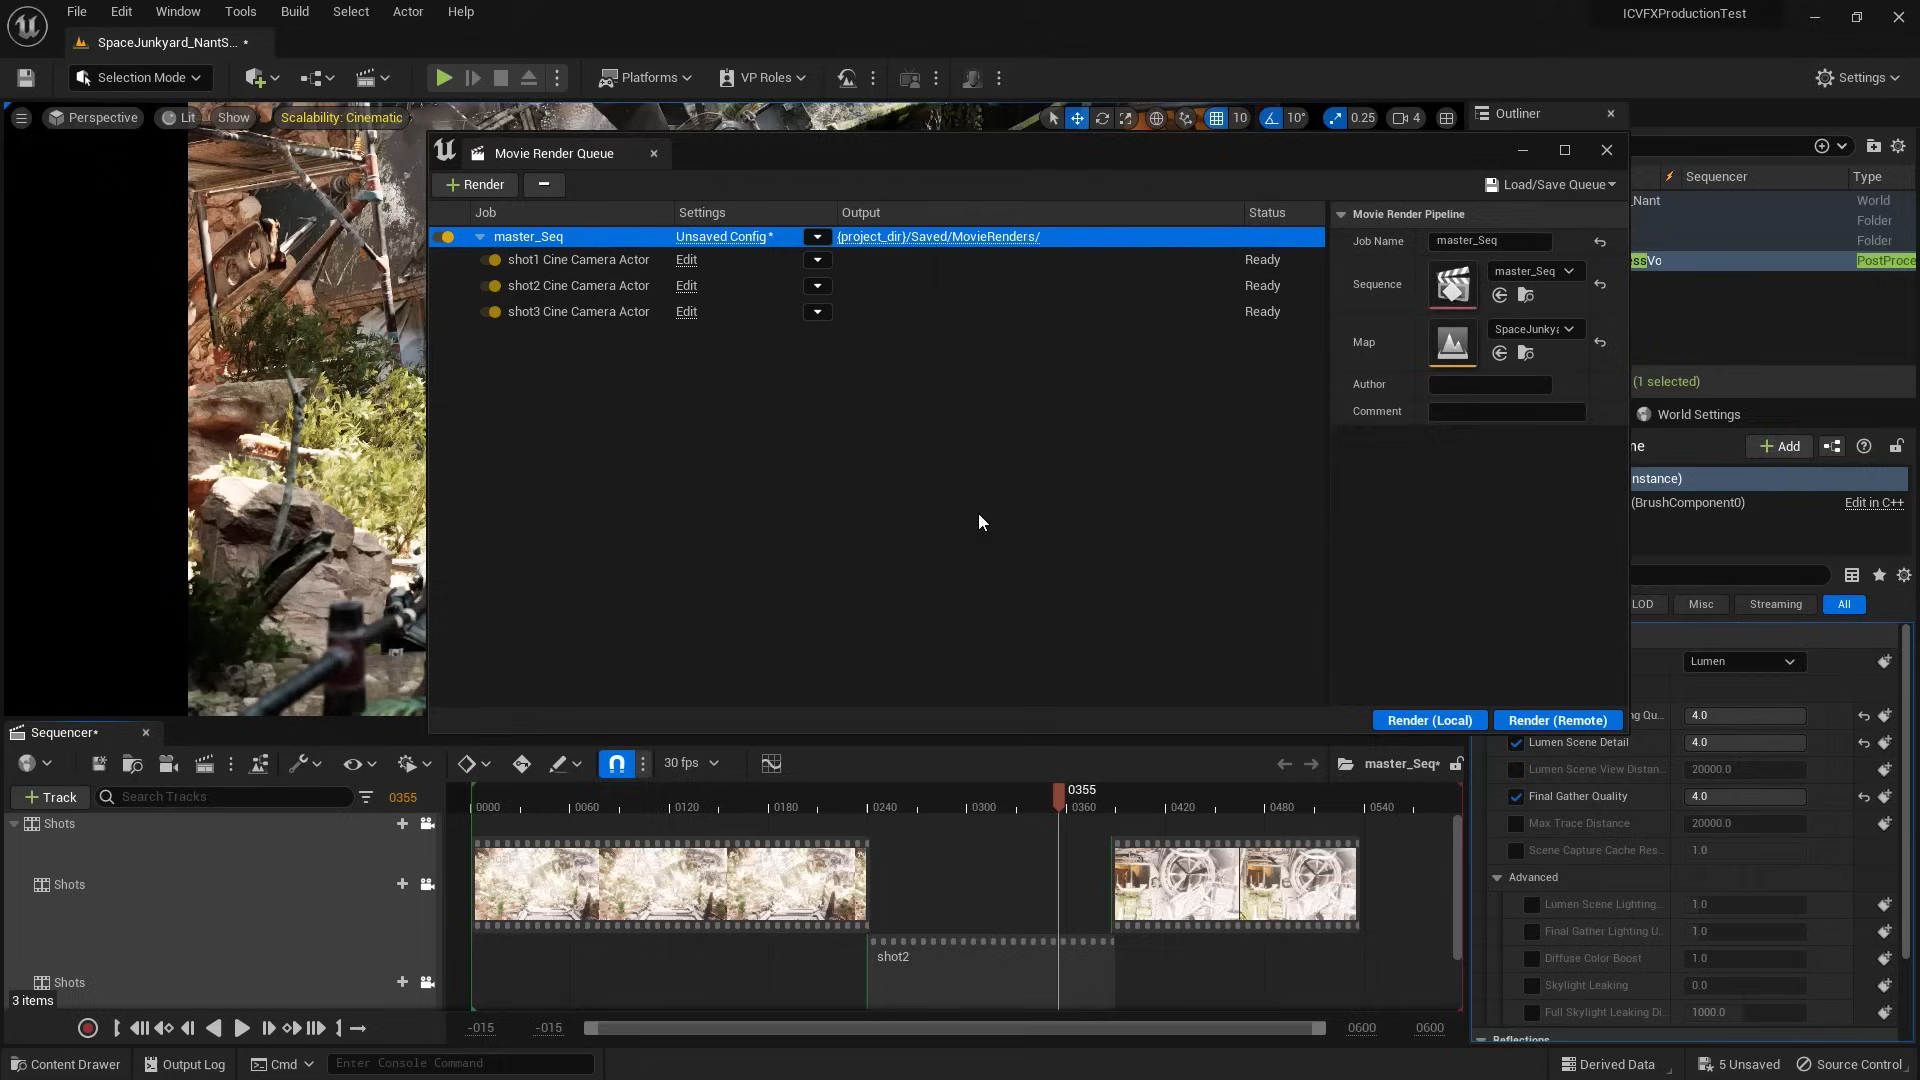 File Edit Window Tools Build Select Actor Help
ICVFXProductionTest
SpaceJunkyard_NantS... *
Selection Mode
Platforms
VP Roles
Settings
Perspective
Lit
Show
Scalability: Cinematic
10
10°
0.25
4
Outliner
Movie Render Queue
Render
Load/Save Queue
Job Settings Output Status
master_Seq Unsaved Config* {project_dir}/Saved/MovieRenders/
shot1 Cine Camera Actor Edit Ready
shot2 Cine Camera Actor Edit Ready
shot3 Cine Camera Actor Edit Ready
Movie Render Pipeline
Job Name master_Seq
Sequence master_Seq
Map SpaceJunkya
Author
Comment
Render (Local) Render (Remote)
Sequencer Type
_Nant World
Folder
Folder
essVo PostProce
(1 selected)
World Settings
ne Add
nstance)
(BrushComponent0) Edit in C++
LOD Misc Streaming All
Lumen
ng Qu... 4.0
Lumen Scene Detail 4.0
Lumen Scene View Distan... 20000.0
Final Gather Quality 4.0
Max Trace Distance 20000.0
Scene Capture Cache Res... 1.0
Advanced
Lumen Scene Lighting... 1.0
Final Gather Lighting U... 1.0
Diffuse Color Boost 1.0
Skylight Leaking 0.0
Full Skylight Leaking Di... 1000.0
Reflections
Sequencer*
30 fps
master_Seq*
Track
Search Tracks
0355
0355
0000 0060 0120 0180 0240 0300 0360 0420 0480 0540
Shots
Shots
Shots
shot2
3 items
-015 -015 0600 0600
Content Drawer Output Log Cmd Enter Console Command
Derived Data 5 Unsaved Source Control